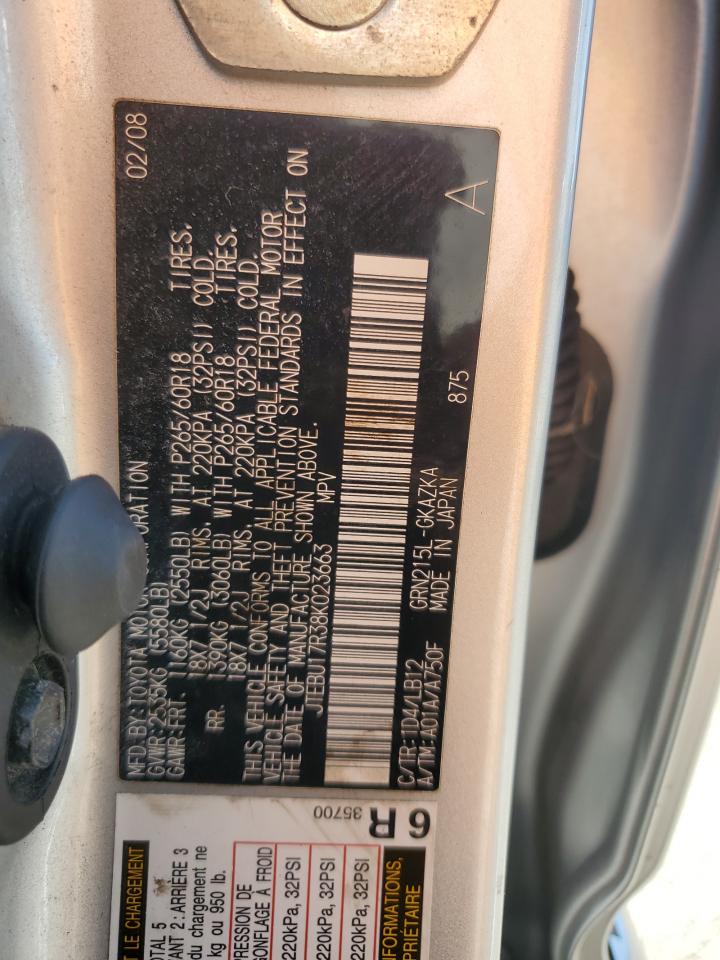 MFD. BY: TOYOTA MOTOR CORPORATION 02/08
GVWR: 2535KG (5580LB)
GAWR: FRT. 1160KG (2550LB) WITH P265/60R18 TIRES.
18X7 1/2J RIMS. AT 220KPA (32PSI) COLD.
RR. 1390KG (3060LB) WITH P265/60R18 TIRES.
18X7 1/2J RIMS. AT 220KPA (32PSI) COLD.
THIS VEHICLE CONFORMS TO ALL APPLICABLE FEDERAL MOTOR
VEHICLE SAFETY AND THEFT PREVENTION STANDARDS IN EFFECT ON
THE DATE OF MANUFACTURE SHOWN ABOVE.
JTEBU17R38K023663 MPV
C/TR: 1D4/LB12 GRN215L-GKAZKA 875 A
A/TM: A01A/A750F MADE IN JAPAN
6R
35700
T LE CHARGEMENT
OTAL 5
ANT 2: ARRIÈRE 3
du chargement ne
kg ou 950 lb.
PRESSION DE
GONFLAGE À FROID
220kPa, 32PSI
220kPa, 32PSI
220kPa, 32PSI
NFORMATIONS,
PRIÉTAIRE